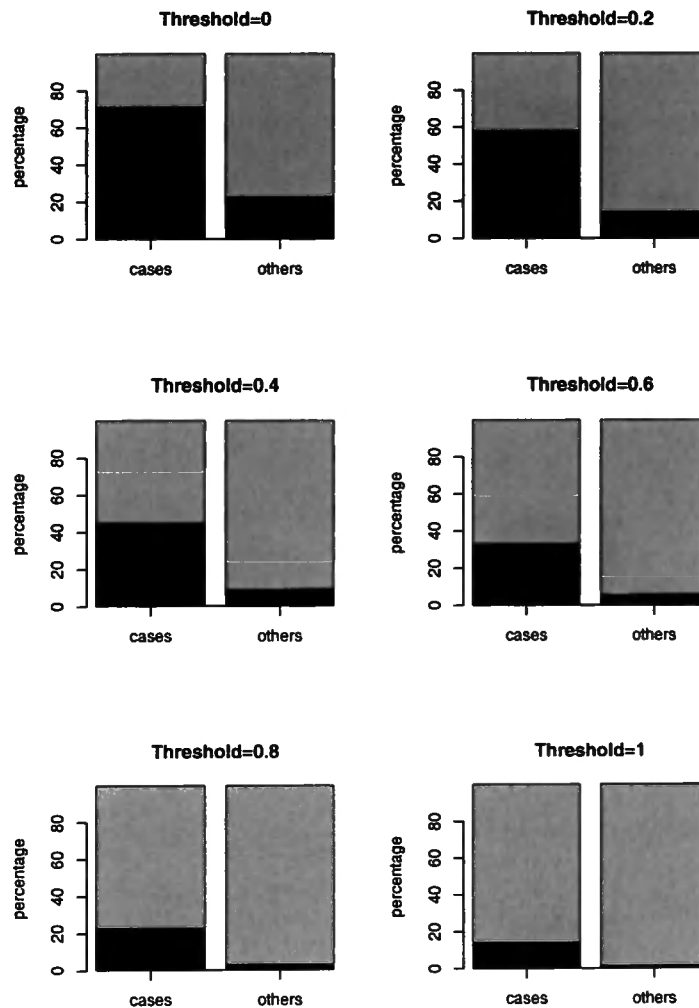 Threshold=0
percentage
0
20
40
60
80
cases
others
Threshold=0.2
percentage
0
20
40
60
80
cases
others
Threshold=0.4
percentage
0
20
40
60
80
cases
others
Threshold=0.6
percentage
0
20
40
60
80
cases
others
Threshold=0.8
percentage
0
20
40
60
80
cases
others
Threshold=1
percentage
0
20
40
60
80
cases
others